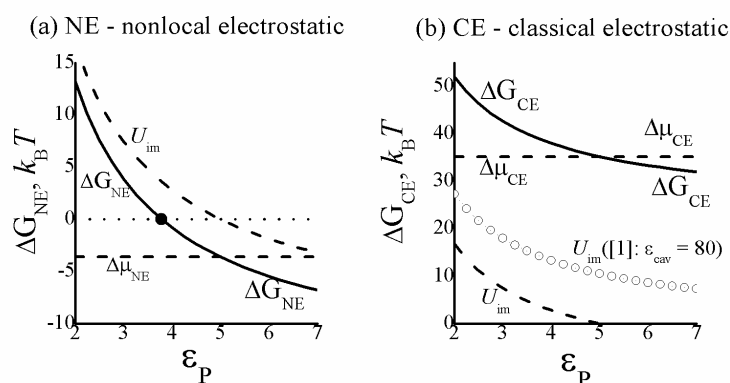 (a) NE - nonlocal electrostatic
15
10
5
0
-5
-10
2
3
4
5
6
7
ΔG_NE, k_BT
U_im
ΔG_NE
Δμ_NE
ΔG_NE
ε_P
(b) CE - classical electrostatic
50
40
30
20
10
0
2
3
4
5
6
7
ΔG_CE, k_BT
ΔG_CE
Δμ_CE
Δμ_CE
ΔG_CE
U_im([1]: ε_cav = 80)
U_im
ε_P